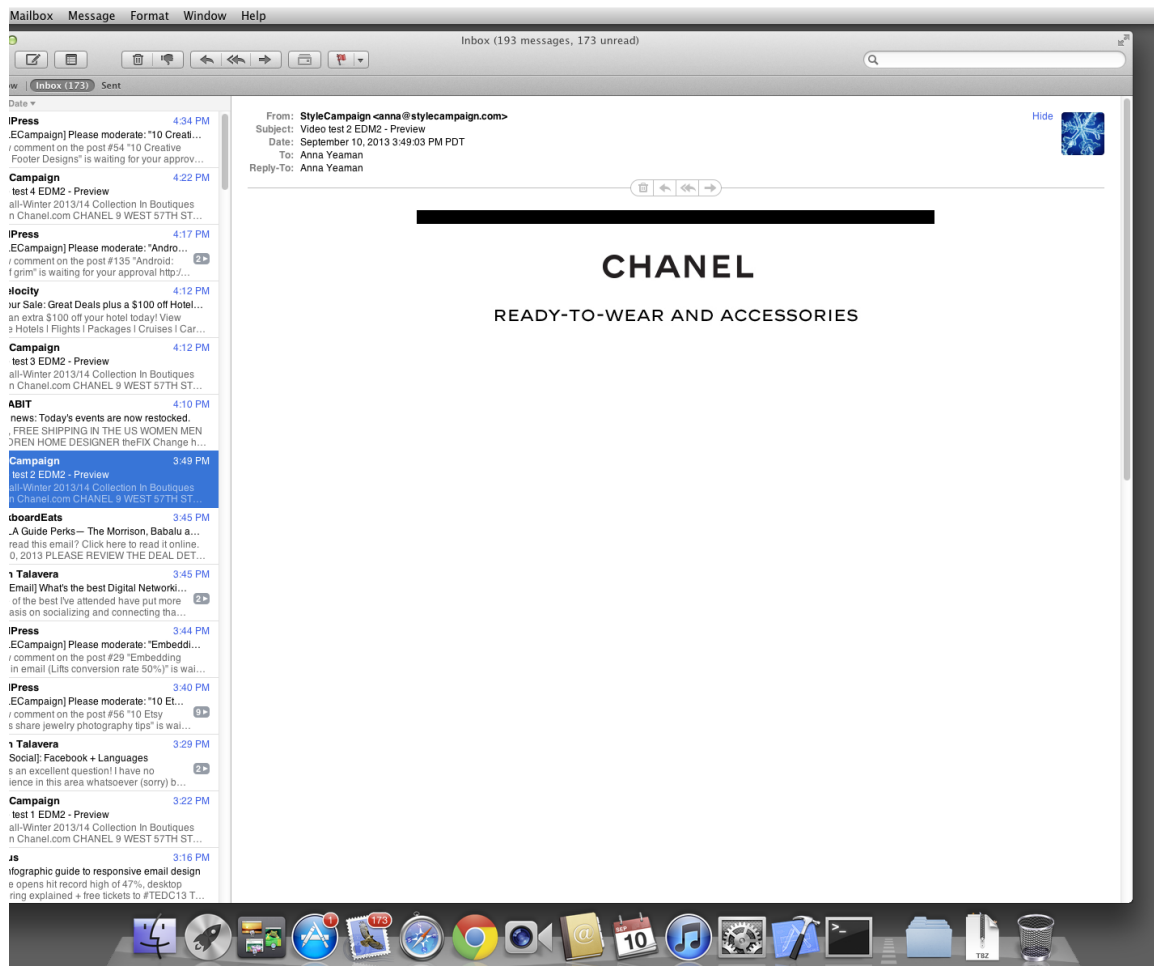 Mailbox Message Format Window Help
Inbox (193 messages, 173 unread)
Inbox (173) Sent
Date
4:34 PM
Please moderate: "10 Creati...
comment on the post #54 "10 Creative
Footer Designs" is waiting for your approv...
Campaign 4:22 PM
test 4 EDM2 - Preview
all-Winter 2013/14 Collection In Boutiques
n Chanel.com CHANEL 9 WEST 57TH ST...
4:17 PM
Please moderate: "Andro...
comment on the post #135 "Android:
f grim" is waiting for your approval http:/...
2
elocity 4:12 PM
our Sale: Great Deals plus a $100 off Hotel...
an extra $100 off your hotel today! View
e Hotels | Flights | Packages | Cruises | Car...
Campaign 4:12 PM
test 3 EDM2 - Preview
all-Winter 2013/14 Collection In Boutiques
n Chanel.com CHANEL 9 WEST 57TH ST...
ABIT 4:10 PM
news: Today's events are now restocked.
, FREE SHIPPING IN THE US WOMEN MEN
DREN HOME DESIGNER theFIX Change h...
Campaign 3:49 PM
test 2 EDM2 - Preview
all-Winter 2013/14 Collection In Boutiques
n Chanel.com CHANEL 9 WEST 57TH ST...
kboardEats 3:45 PM
LA Guide Perks— The Morrison, Babalu a...
read this email? Click here to read it online.
0, 2013 PLEASE REVIEW THE DEAL DET...
n Talavera 3:45 PM
Email] What's the best Digital Networki...
of the best I've attended have put more
asis on socializing and connecting tha...
2
3:44 PM
Please moderate: "Embeddi...
comment on the post #29 "Embedding
in email (Lifts conversion rate 50%)" is wai...
3:40 PM
Please moderate: "10 Et...
comment on the post #56 "10 Etsy
s share jewelry photography tips" is wai...
9
n Talavera 3:29 PM
Social]: Facebook + Languages
s an excellent question! I have no
ience in this area whatsoever (sorry) b...
2
Campaign 3:22 PM
test 1 EDM2 - Preview
all-Winter 2013/14 Collection In Boutiques
n Chanel.com CHANEL 9 WEST 57TH ST...
us 3:16 PM
nfographic guide to responsive email design
e opens hit record high of 47%, desktop
ring explained + free tickets to #TEDC13 T...
From: StyleCampaign <anna@stylecampaign.com>
Hide
Subject: Video test 2 EDM2 - Preview
Date: September 10, 2013 3:49:03 PM PDT
To: Anna Yeaman
Reply-To: Anna Yeaman
CHANEL
READY-TO-WEAR AND ACCESSORIES
1
173
SEP
10
TBZ